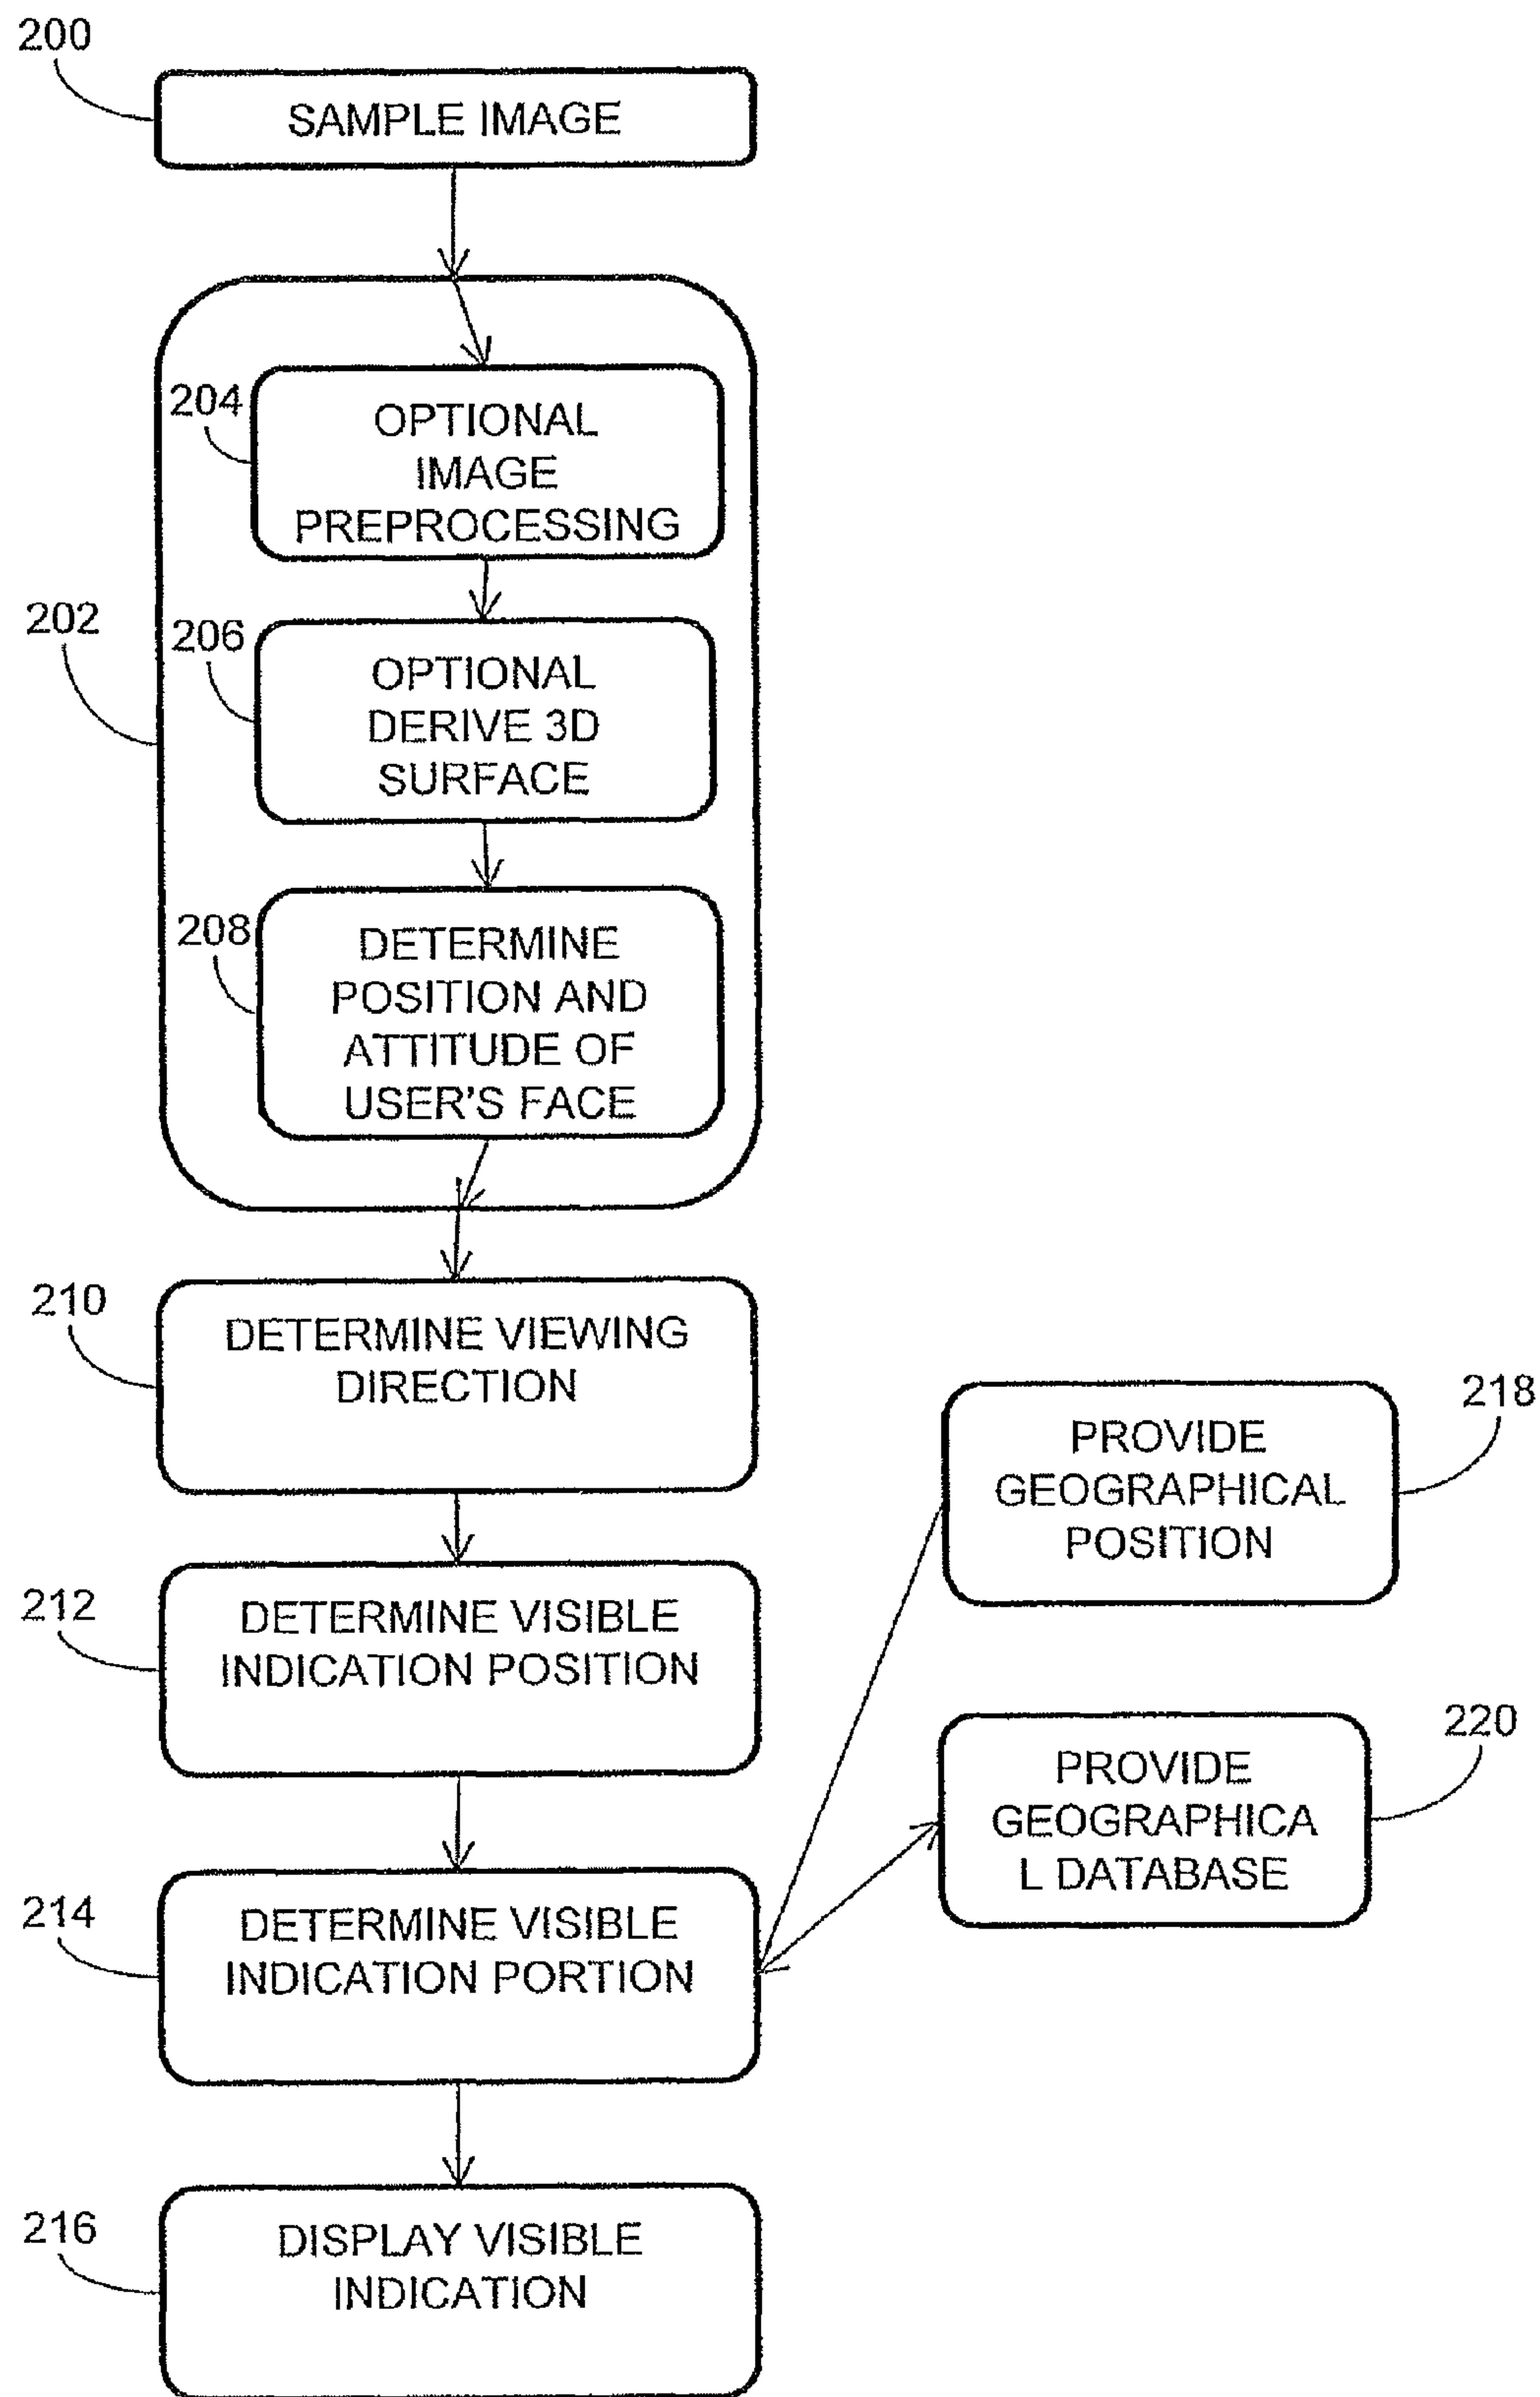 200
SAMPLE IMAGE
204
OPTIONAL
IMAGE
PREPROCESSING
202
206
OPTIONAL
DERIVE 3D
SURFACE
208
DETERMINE
POSITION AND
ATTITUDE OF
USER'S FACE
210
DETERMINE VIEWING
DIRECTION
218
PROVIDE
GEOGRAPHICAL
POSITION
212
DETERMINE VISIBLE
INDICATION POSITION
220
PROVIDE
GEOGRAPHICA
L DATABASE
214
DETERMINE VISIBLE
INDICATION PORTION
216
DISPLAY VISIBLE
INDICATION